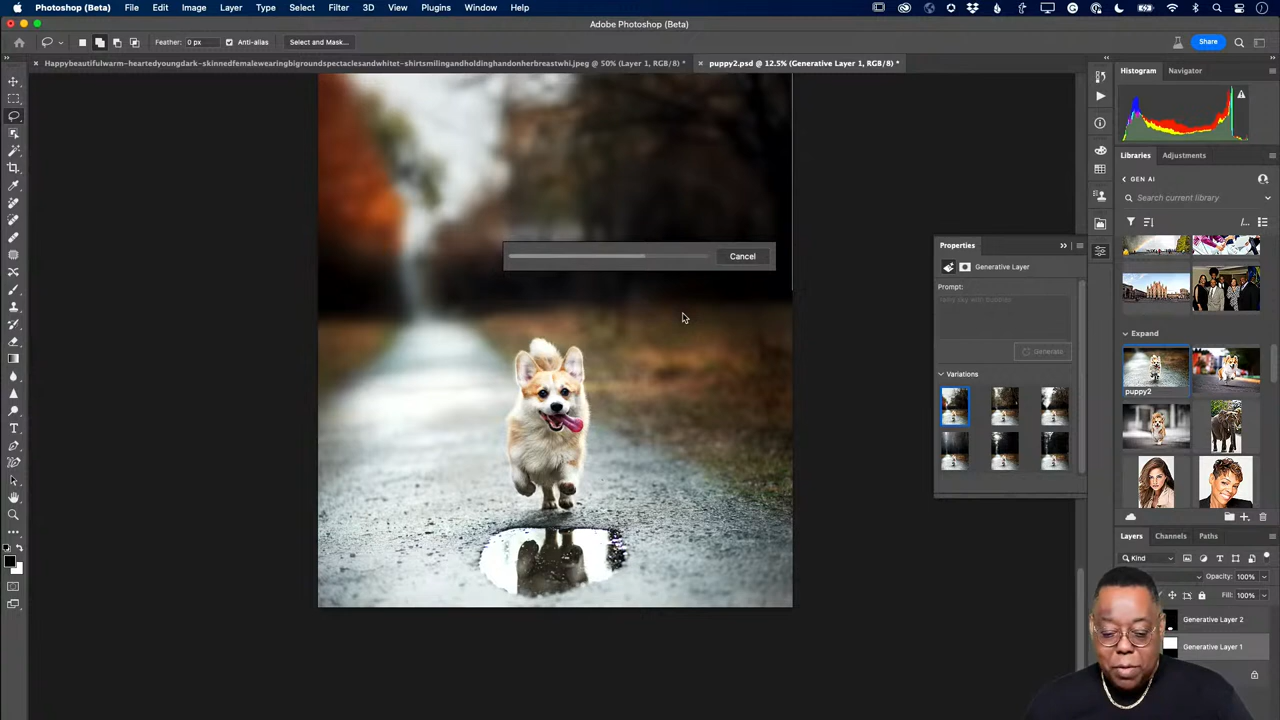 Photoshop (Beta) File Edit Image Layer Type Select Filter 3D View Plugins Window Help
Adobe Photoshop (Beta)
Feather: 0 px Anti-alias Select and Mask... Share
Happybeautifulwarm-heartedyoungdark-skinnedfemalewearingbigroundspectaclesandwhitet-shirtsmilingandholdinghandonherbreastwhi.jpeg @ 50% (Layer 1, RGB/8) *
puppy2.psd @ 12.5% (Generative Layer 1, RGB/8) *
Histogram Navigator
Libraries Adjustments
GEN AI
Search current library
Cancel
Properties
Generative Layer
Prompt:
Generate
Variations
Expand
puppy2
Layers Channels Paths
Kind
Opacity: 100%
Fill: 100%
Generative Layer 2
Generative Layer 1